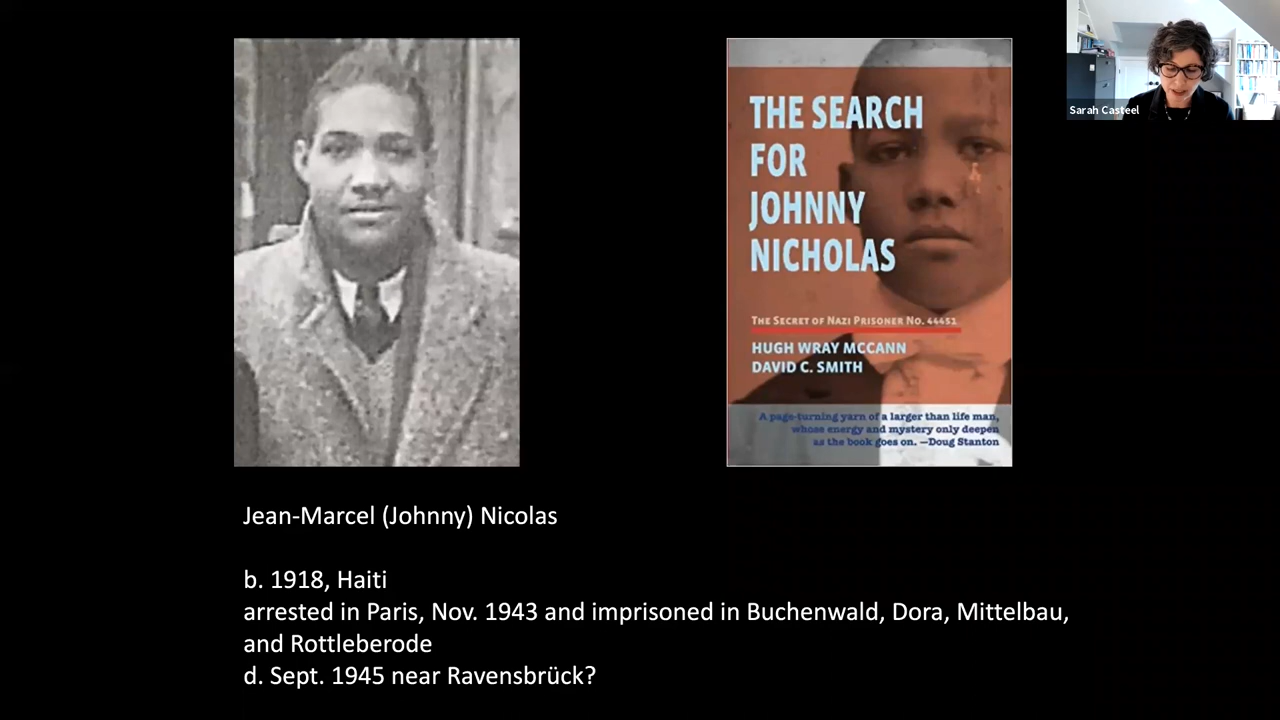 Sarah Casteel
THE SEARCH
FOR
JOHNNY
NICHOLAS
THE SECRET OF NAZI PRISONER NO. 44451
HUGH WRAY MCCANN
DAVID C. SMITH
A page-turning yarn of a larger than life man,
whose energy and mystery only deepen
as the book goes on. —Doug Stanton
Jean-Marcel (Johnny) Nicolas
b. 1918, Haiti
arrested in Paris, Nov. 1943 and imprisoned in Buchenwald, Dora, Mittelbau,
and Rottleberode
d. Sept. 1945 near Ravensbrück?